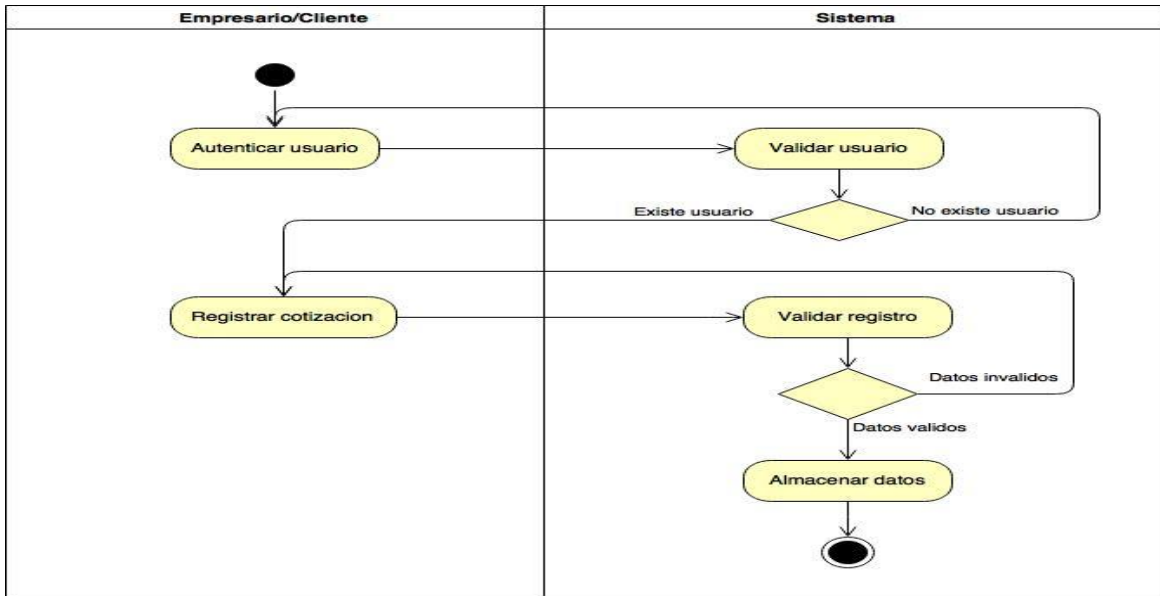 Empresario/Cliente
Sistema
Autenticar usuario
Validar usuario
Existe usuario
No existe usuario
Registrar cotizacion
Validar registro
Datos invalidos
Datos validos
Almacenar datos